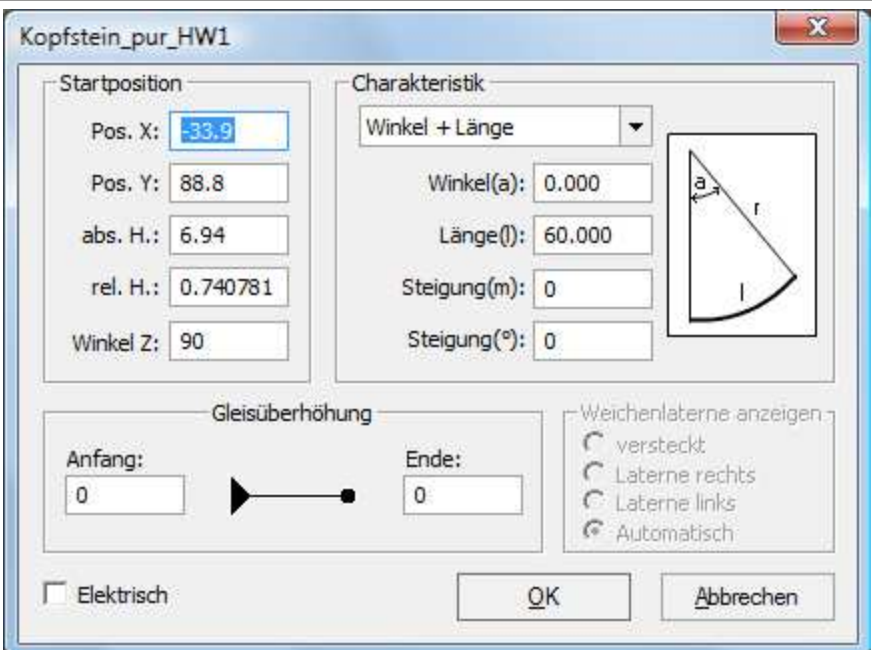 Kopfstein_pur_HW1
Startposition
Pos. X: -33.9
Pos. Y: 88.8
abs. H.: 6.94
rel. H.: 0.740781
Winkel Z: 90
Charakteristik
Winkel + Länge
Winkel(a): 0.000
Länge(l): 60.000
Steigung(m): 0
Steigung(°): 0
a
r
l
Gleisüberhöhung
Anfang:
0
Ende:
0
Weichenlaterne anzeigen
versteckt
Laterne rechts
Laterne links
Automatisch
Elektrisch
OK
Abbrechen